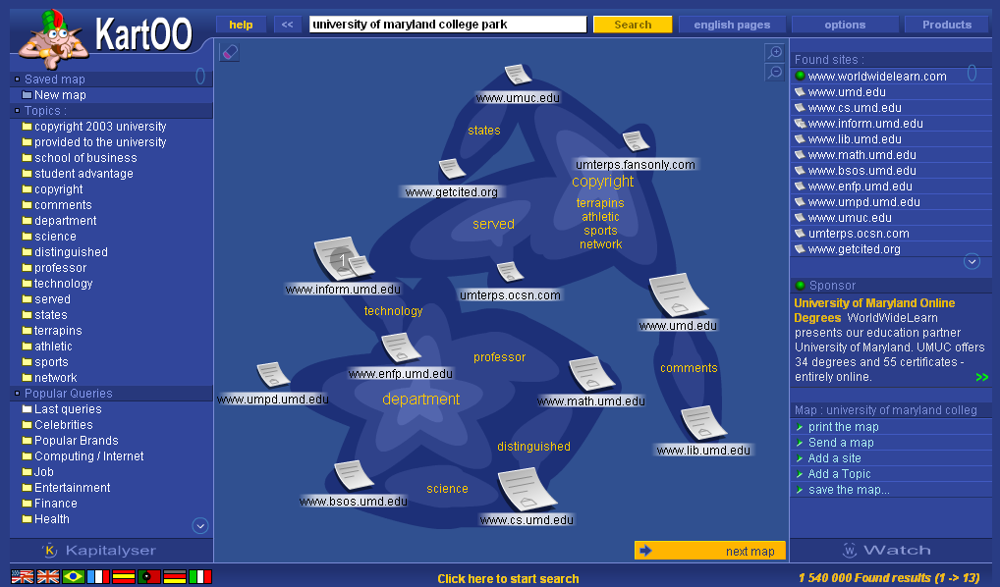 KartOO
help
<<
university of maryland college park
Search
english pages
options
Products
Saved map
New map
Topics :
copyright 2003 university
provided to the university
school of business
student advantage
copyright
comments
department
science
distinguished
professor
technology
served
states
terrapins
athletic
sports
network
Popular Queries
Last queries
Celebrities
Popular Brands
Computing / Internet
Job
Entertainment
Finance
Health
K Kapitalyser
www.umuc.edu
states
umterps.fansonly.com
www.getcited.org
copyright
terrapins
athletic
sports
network
served
1
www.inform.umd.edu
umterps.ocsn.com
technology
www.umd.edu
professor
www.enfp.umd.edu
comments
www.umpd.umd.edu
department
www.math.umd.edu
distinguished
www.lib.umd.edu
science
www.bsos.umd.edu
www.cs.umd.edu
next map
Found sites :
www.worldwidelearn.com
www.umd.edu
www.cs.umd.edu
www.inform.umd.edu
www.lib.umd.edu
www.math.umd.edu
www.bsos.umd.edu
www.enfp.umd.edu
www.umpd.umd.edu
www.umuc.edu
umterps.ocsn.com
www.getcited.org
Sponsor
University of Maryland Online
Degrees WorldWideLearn
presents our education partner
University of Maryland. UMUC offers
34 degrees and 55 certificates -
entirely online.
>>
Map : university of maryland colleg
print the map
Send a map
Add a site
Add a Topic
save the map...
W Watch
Click here to start search
1 540 000 Found results (1 -> 13)